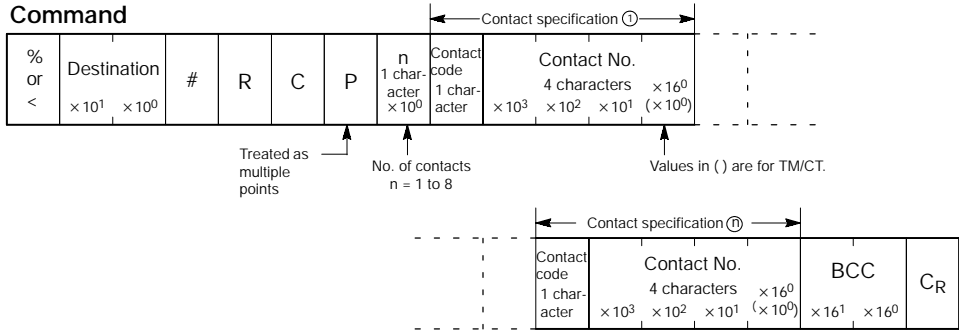 Command
Contact specification ①
% or <
Destination
×10¹ ×10⁰
#
R
C
P
n
1 char-
acter
×10⁰
Contact
code
1 char-
acter
Contact No.
4 characters
×10³ ×10² ×10¹ ×16⁰
(×10⁰)
Treated as
multiple
points
No. of contacts
n = 1 to 8
Values in ( ) are for TM/CT.
Contact specification ⓝ
Contact
code
1 char-
acter
Contact No.
4 characters
×10³ ×10² ×10¹ ×16⁰
(×10⁰)
BCC
×16¹ ×16⁰
CR